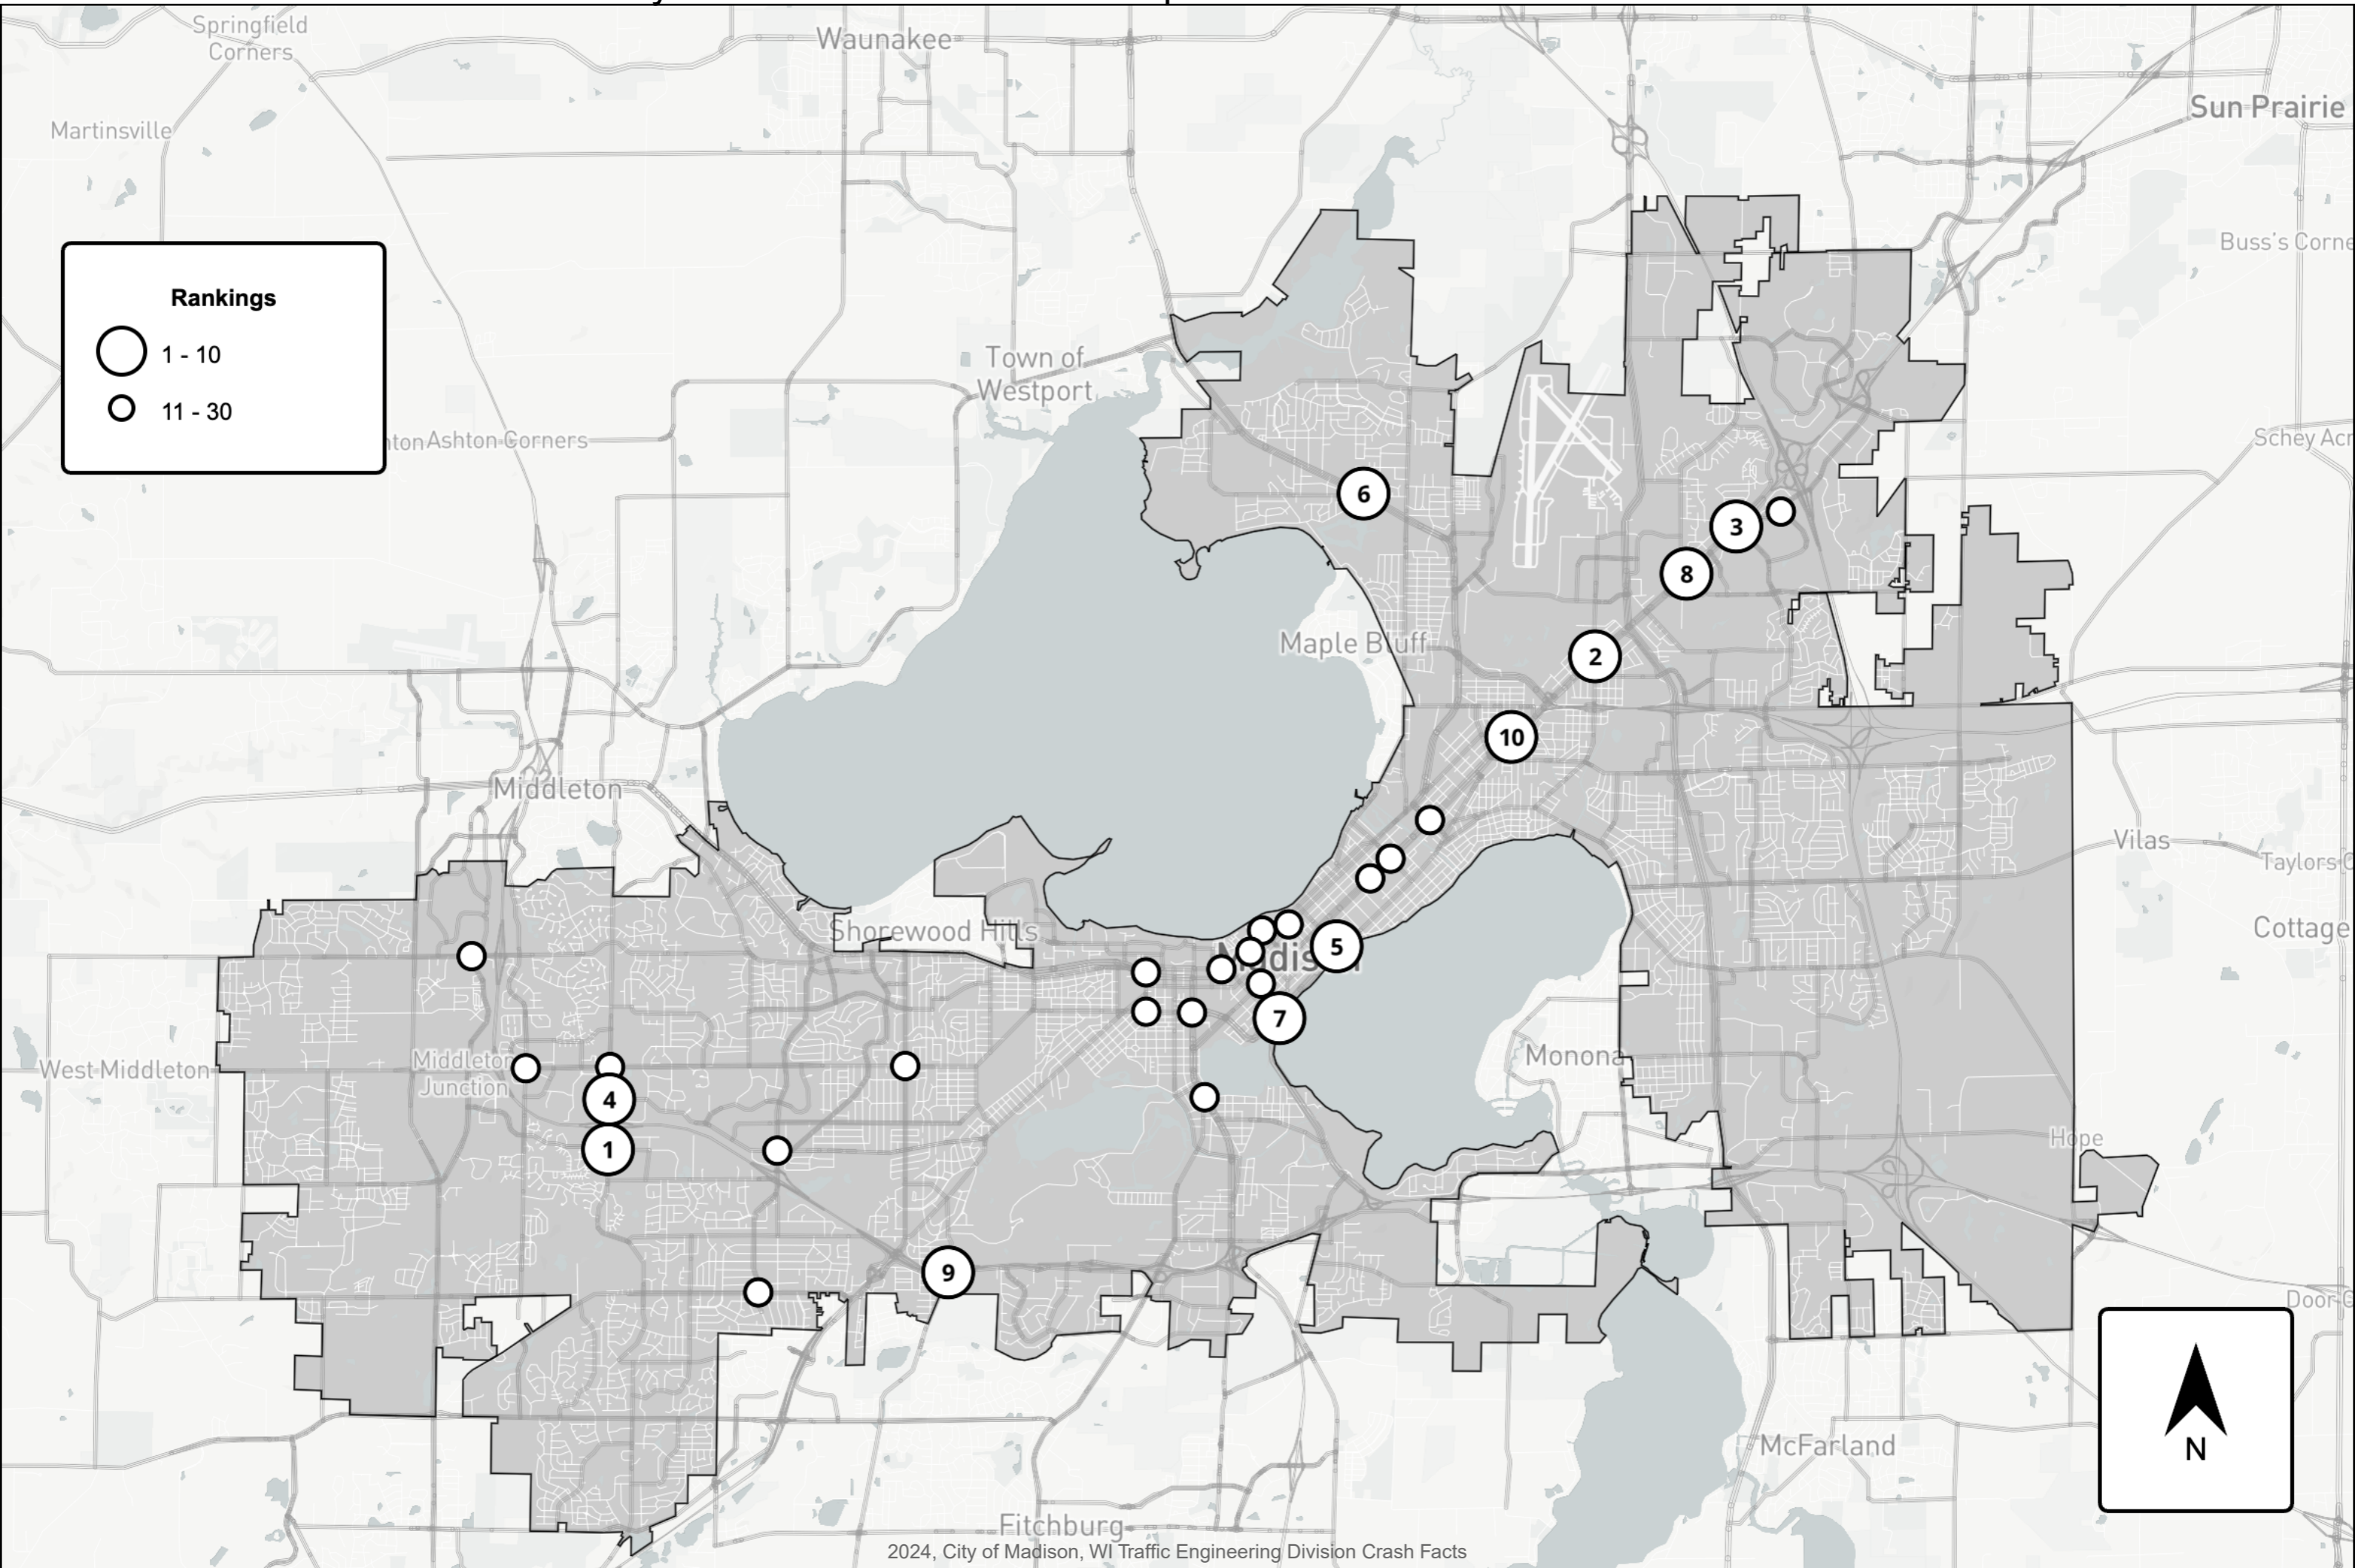 Springfield
Corners
Waunakee
Martinsville
Sun Prairie
Buss's Corne
Rankings
1 - 10
11 - 30
Town of
Westport
nton
Ashton Corners
Schey Acr
6
3
8
Maple Bluff
2
10
Middleton
Vilas
Taylors C
Shorewood Hills
Cottage
5
7
West Middleton
Middleton
Junction
Monona
4
1
Hope
9
Door C
N
McFarland
Fitchburg
2024, City of Madison, WI Traffic Engineering Division Crash Facts